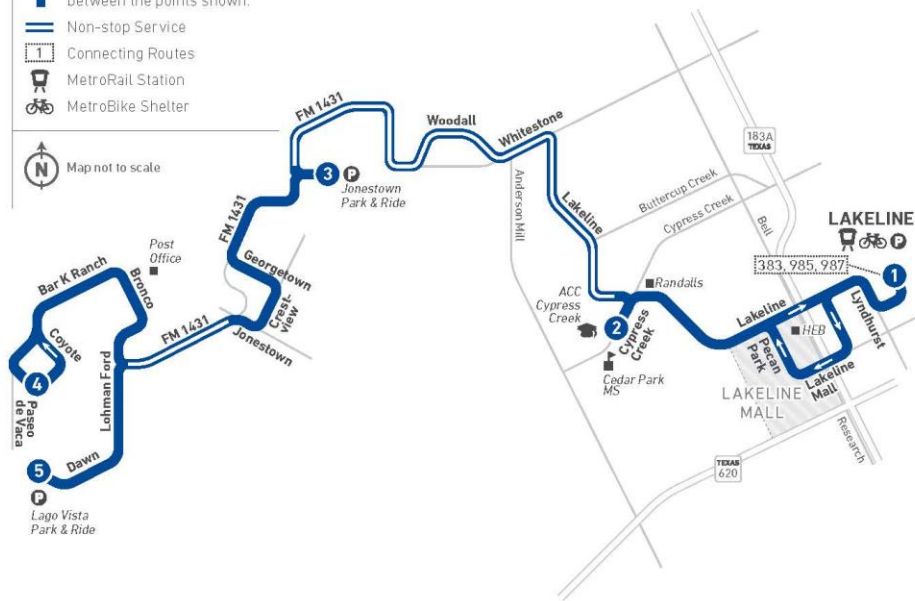 between the points shown.
Non-stop Service
1
Connecting Routes
MetroRail Station
MetroBike Shelter
N
Map not to scale
FM 1431
Woodall
Whitestone
183A
TEXAS
3
P
Jonestown
Park & Ride
FM 1431
Anderson Mill
Lakeline
Buttercup Creek
Cypress Creek
Bell
LAKELINE
P
383, 985, 987
1
Post
Office
Bar K Ranch
Bronco
Georgetown
Crest-
view
FM 1431
Jonestown
ACC
Cypress
Creek
Randalls
2
Cypress
Creek
Lakeline
Lyndhurst
HEB
Pecan
Park
Lakeline
Mall
Coyote
4
Paseo
de Vaca
Lohman Ford
Cedar Park
MS
LAKELINE
MALL
Research
5
Dawn
TEXAS
620
P
Lago Vista
Park & Ride